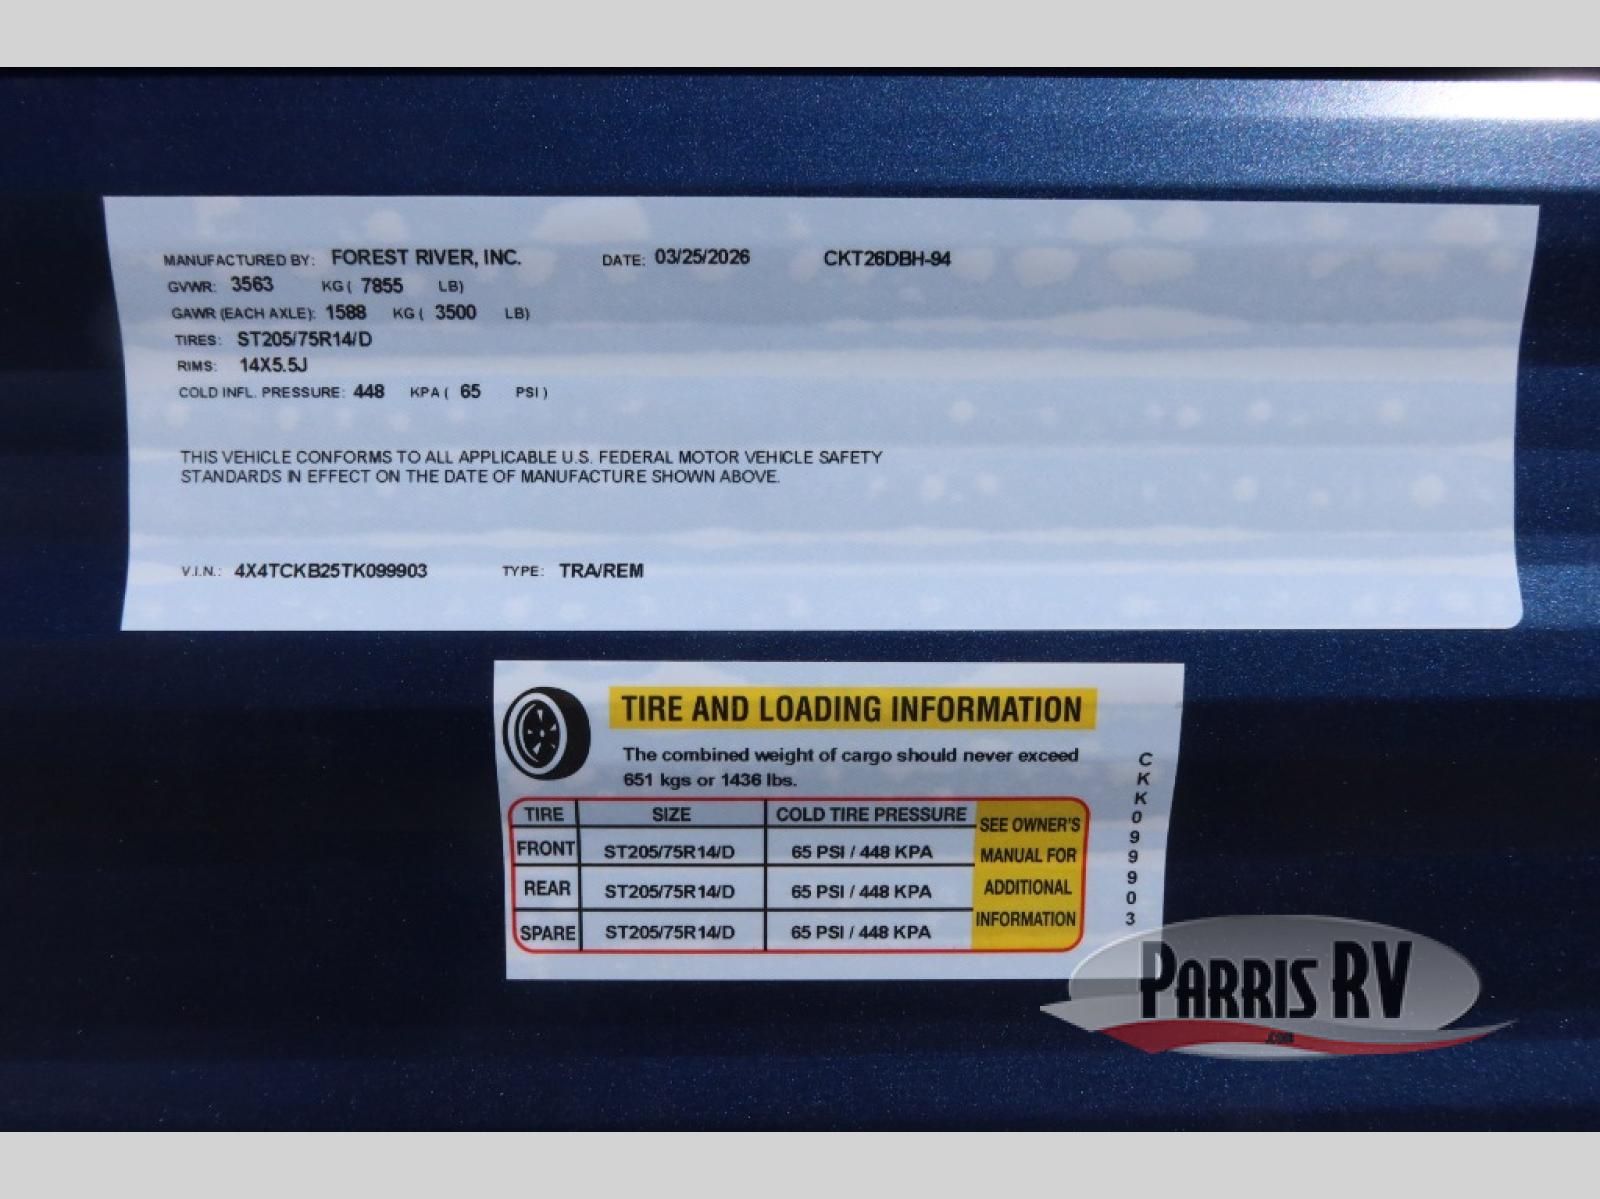 MANUFACTURED BY: FOREST RIVER, INC. DATE: 03/25/2026 CKT26DBH-94
GVWR: 3563 KG ( 7855 LB)
GAWR (EACH AXLE): 1588 KG ( 3500 LB)
TIRES: ST205/75R14/D
RIMS: 14X5.5J
COLD INFL. PRESSURE: 448 KPA ( 65 PSI )
THIS VEHICLE CONFORMS TO ALL APPLICABLE U.S. FEDERAL MOTOR VEHICLE SAFETY
STANDARDS IN EFFECT ON THE DATE OF MANUFACTURE SHOWN ABOVE.
V.I.N.: 4X4TCKB25TK099903 TYPE: TRA/REM
TIRE AND LOADING INFORMATION
The combined weight of cargo should never exceed
651 kgs or 1436 lbs.
TIRE SIZE COLD TIRE PRESSURE
FRONT ST205/75R14/D 65 PSI / 448 KPA
REAR ST205/75R14/D 65 PSI / 448 KPA
SPARE ST205/75R14/D 65 PSI / 448 KPA
SEE OWNER'S
MANUAL FOR
ADDITIONAL
INFORMATION
CKK099903
PARRIS RV
.COM